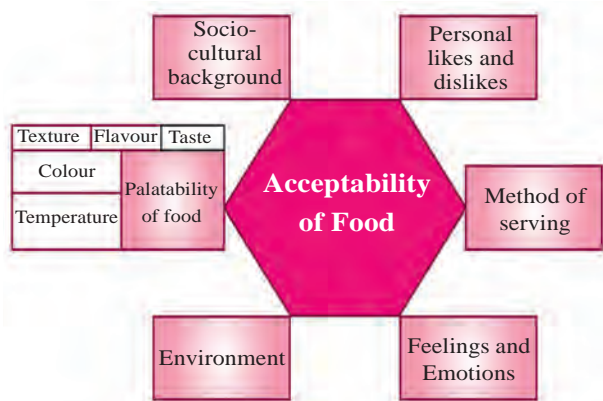 Socio-
cultural
background
Personal
likes and
dislikes
Texture
Flavour
Taste
Colour
Temperature
Palatability
of food
Acceptability
of Food
Method of
serving
Environment
Feelings and
Emotions